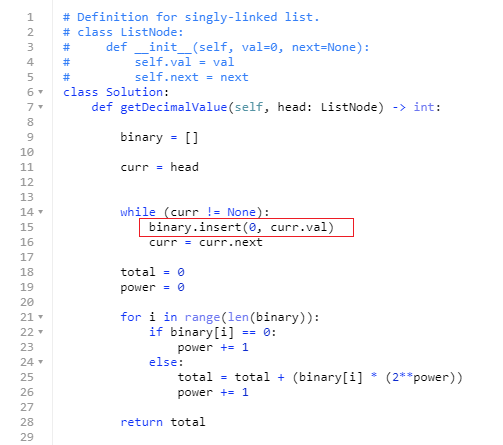 1 # Definition for singly-linked list.
2 # class ListNode:
3 #     def __init__(self, val=0, next=None):
4 #         self.val = val
5 #         self.next = next
6 class Solution:
7     def getDecimalValue(self, head: ListNode) -> int:
8
9         binary = []
10
11         curr = head
12
13
14         while (curr != None):
15             binary.insert(0, curr.val)
16             curr = curr.next
17
18         total = 0
19         power = 0
20
21         for i in range(len(binary)):
22             if binary[i] == 0:
23                 power += 1
24             else:
25                 total = total + (binary[i] * (2**power))
26                 power += 1
27
28         return total
29